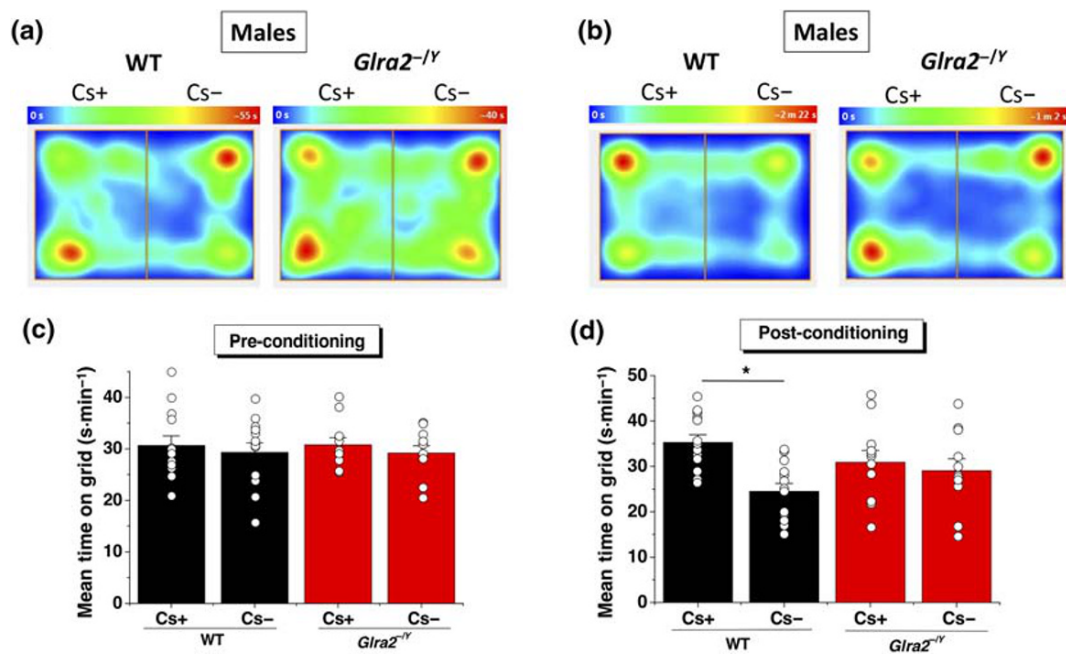 (a)
Males
WT
Glra2–/Y
Cs+ Cs−
Cs+ Cs−
0 s ~55 s
0 s ~40 s
(b)
Males
WT
Glra2–/Y
Cs+ Cs−
Cs+ Cs−
0 s ~2 m 22 s
0 s ~1 m 2 s
(c)
Pre-conditioning
Mean time on grid (s·min−1)
40
30
20
10
0
Cs+ Cs− Cs+ Cs−
WT Glra2–/Y
(d)
Post-conditioning
Mean time on grid (s·min−1)
50
40
30
20
10
0
*
Cs+ Cs− Cs+ Cs−
WT Glra2–/Y